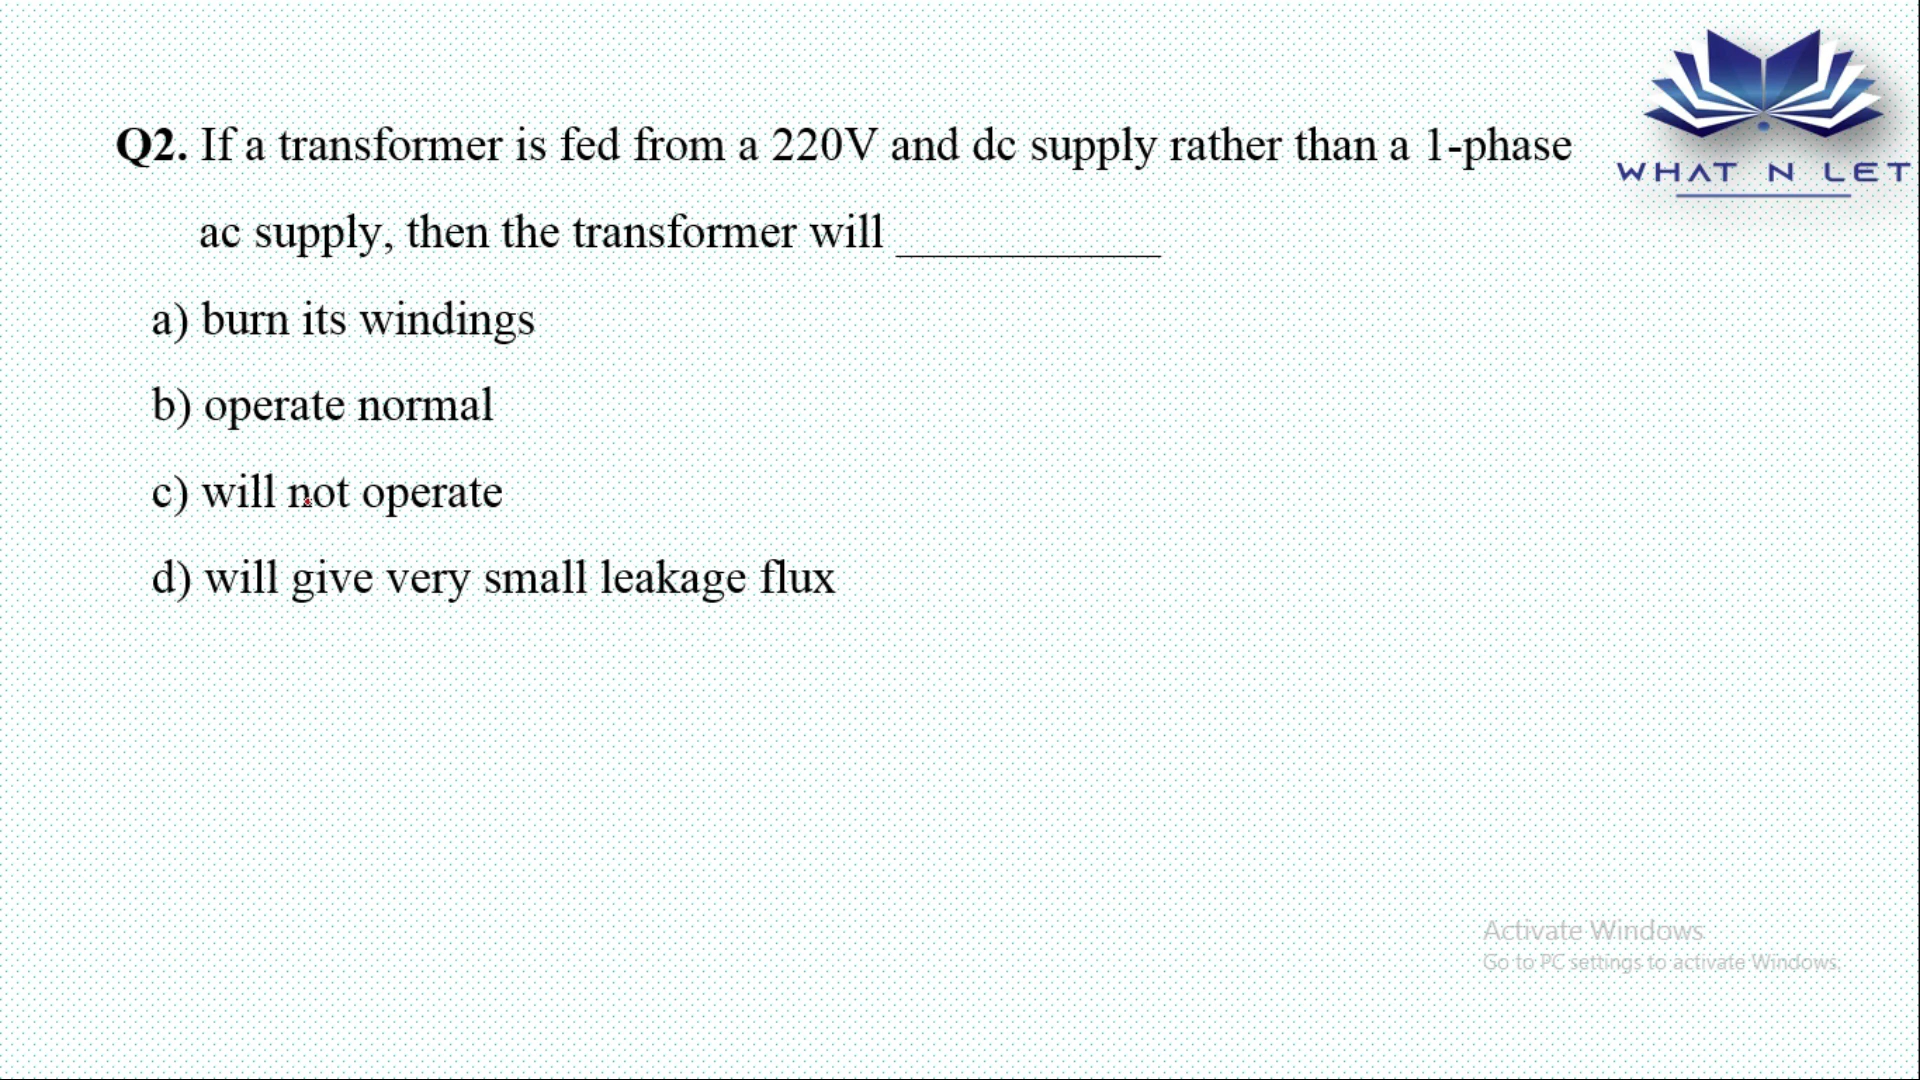 WHAT N LET
Q2. If a transformer is fed from a 220V and dc supply rather than a 1-phase
ac supply, then the transformer will ____________
a) burn its windings
b) operate normal
c) will not operate
d) will give very small leakage flux
Activate Windows
Go to PC settings to activate Windows.